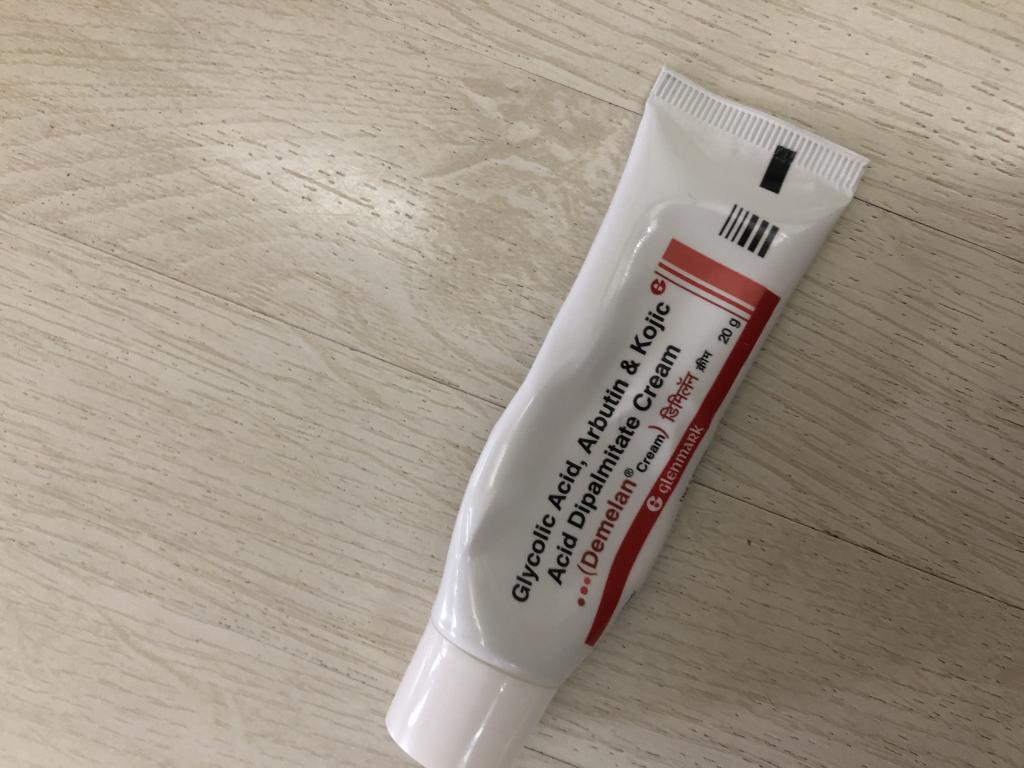 Glycolic Acid, Arbutin & Kojic
Acid Dipalmitate Cream
(Demelan® Cream) डिमिलॅन क्रीम 20 g
glenmark